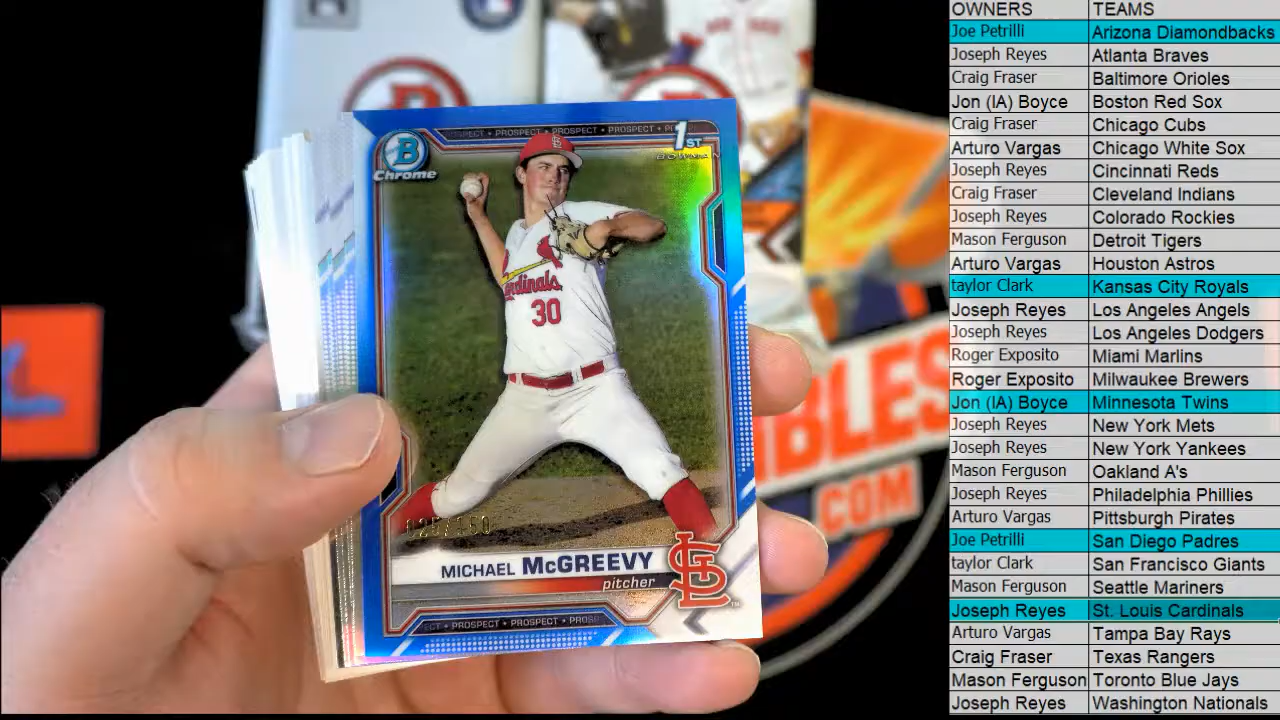 B
Chrome
PROSPECT • PROSPECT • PROSPECT
1ST
BOWMAN
Cardinals
30
MICHAEL McGREEVY
pitcher
PROSPECT • PROSPECT
IBLES
.COM
OWNERS TEAMS
Joe Petrilli Arizona Diamondbacks
Joseph Reyes Atlanta Braves
Craig Fraser Baltimore Orioles
Jon (IA) Boyce Boston Red Sox
Craig Fraser Chicago Cubs
Arturo Vargas Chicago White Sox
Joseph Reyes Cincinnati Reds
Craig Fraser Cleveland Indians
Joseph Reyes Colorado Rockies
Mason Ferguson Detroit Tigers
Arturo Vargas Houston Astros
taylor Clark Kansas City Royals
Joseph Reyes Los Angeles Angels
Joseph Reyes Los Angeles Dodgers
Roger Exposito Miami Marlins
Roger Exposito Milwaukee Brewers
Jon (IA) Boyce Minnesota Twins
Joseph Reyes New York Mets
Joseph Reyes New York Yankees
Mason Ferguson Oakland A's
Joseph Reyes Philadelphia Phillies
Arturo Vargas Pittsburgh Pirates
Joe Petrilli San Diego Padres
taylor Clark San Francisco Giants
Mason Ferguson Seattle Mariners
Joseph Reyes St. Louis Cardinals
Arturo Vargas Tampa Bay Rays
Craig Fraser Texas Rangers
Mason Ferguson Toronto Blue Jays
Joseph Reyes Washington Nationals